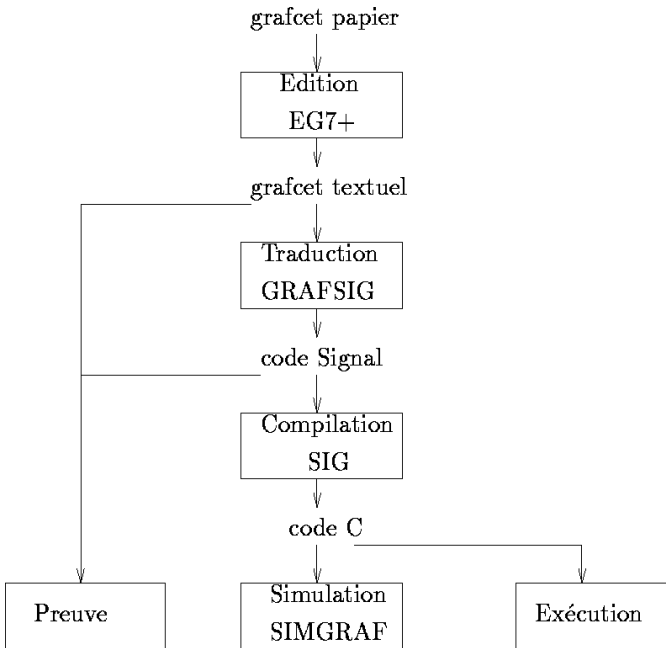 grafcet papier
Edition
EG7+
grafcet textuel
Traduction
GRAFSIG
code Signal
Compilation
SIG
code C
Preuve
Simulation
SIMGRAF
Exécution